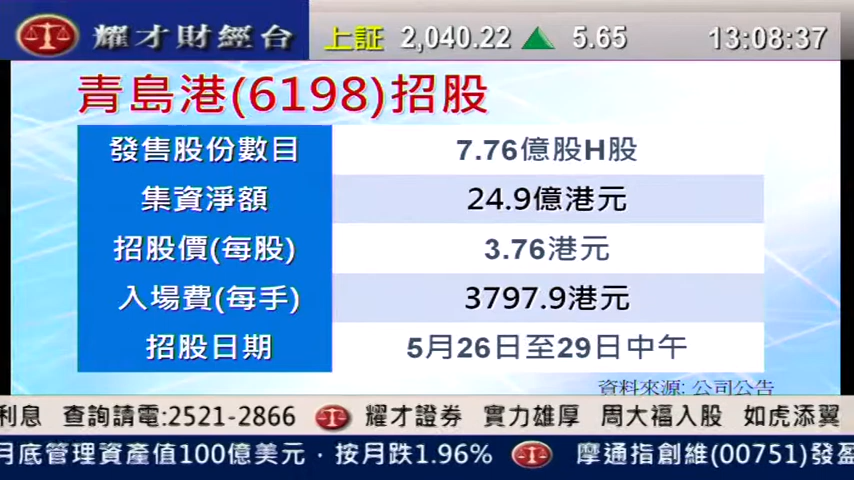 耀才財經台 上証 2,040.22 5.65 13:08:37
青島港(6198)招股
發售股份數目 7.76億股H股
集資淨額 24.9億港元
招股價(每股) 3.76港元
入場費(每手) 3797.9港元
招股日期 5月26日至29日中午
資料來源: 公司公告
利息 查詢請電:2521-2866 耀才證券 實力雄厚 周大福入股 如虎添翼
月底管理資產值100億美元．按月跌1.96% 摩通指創維(00751)發盈